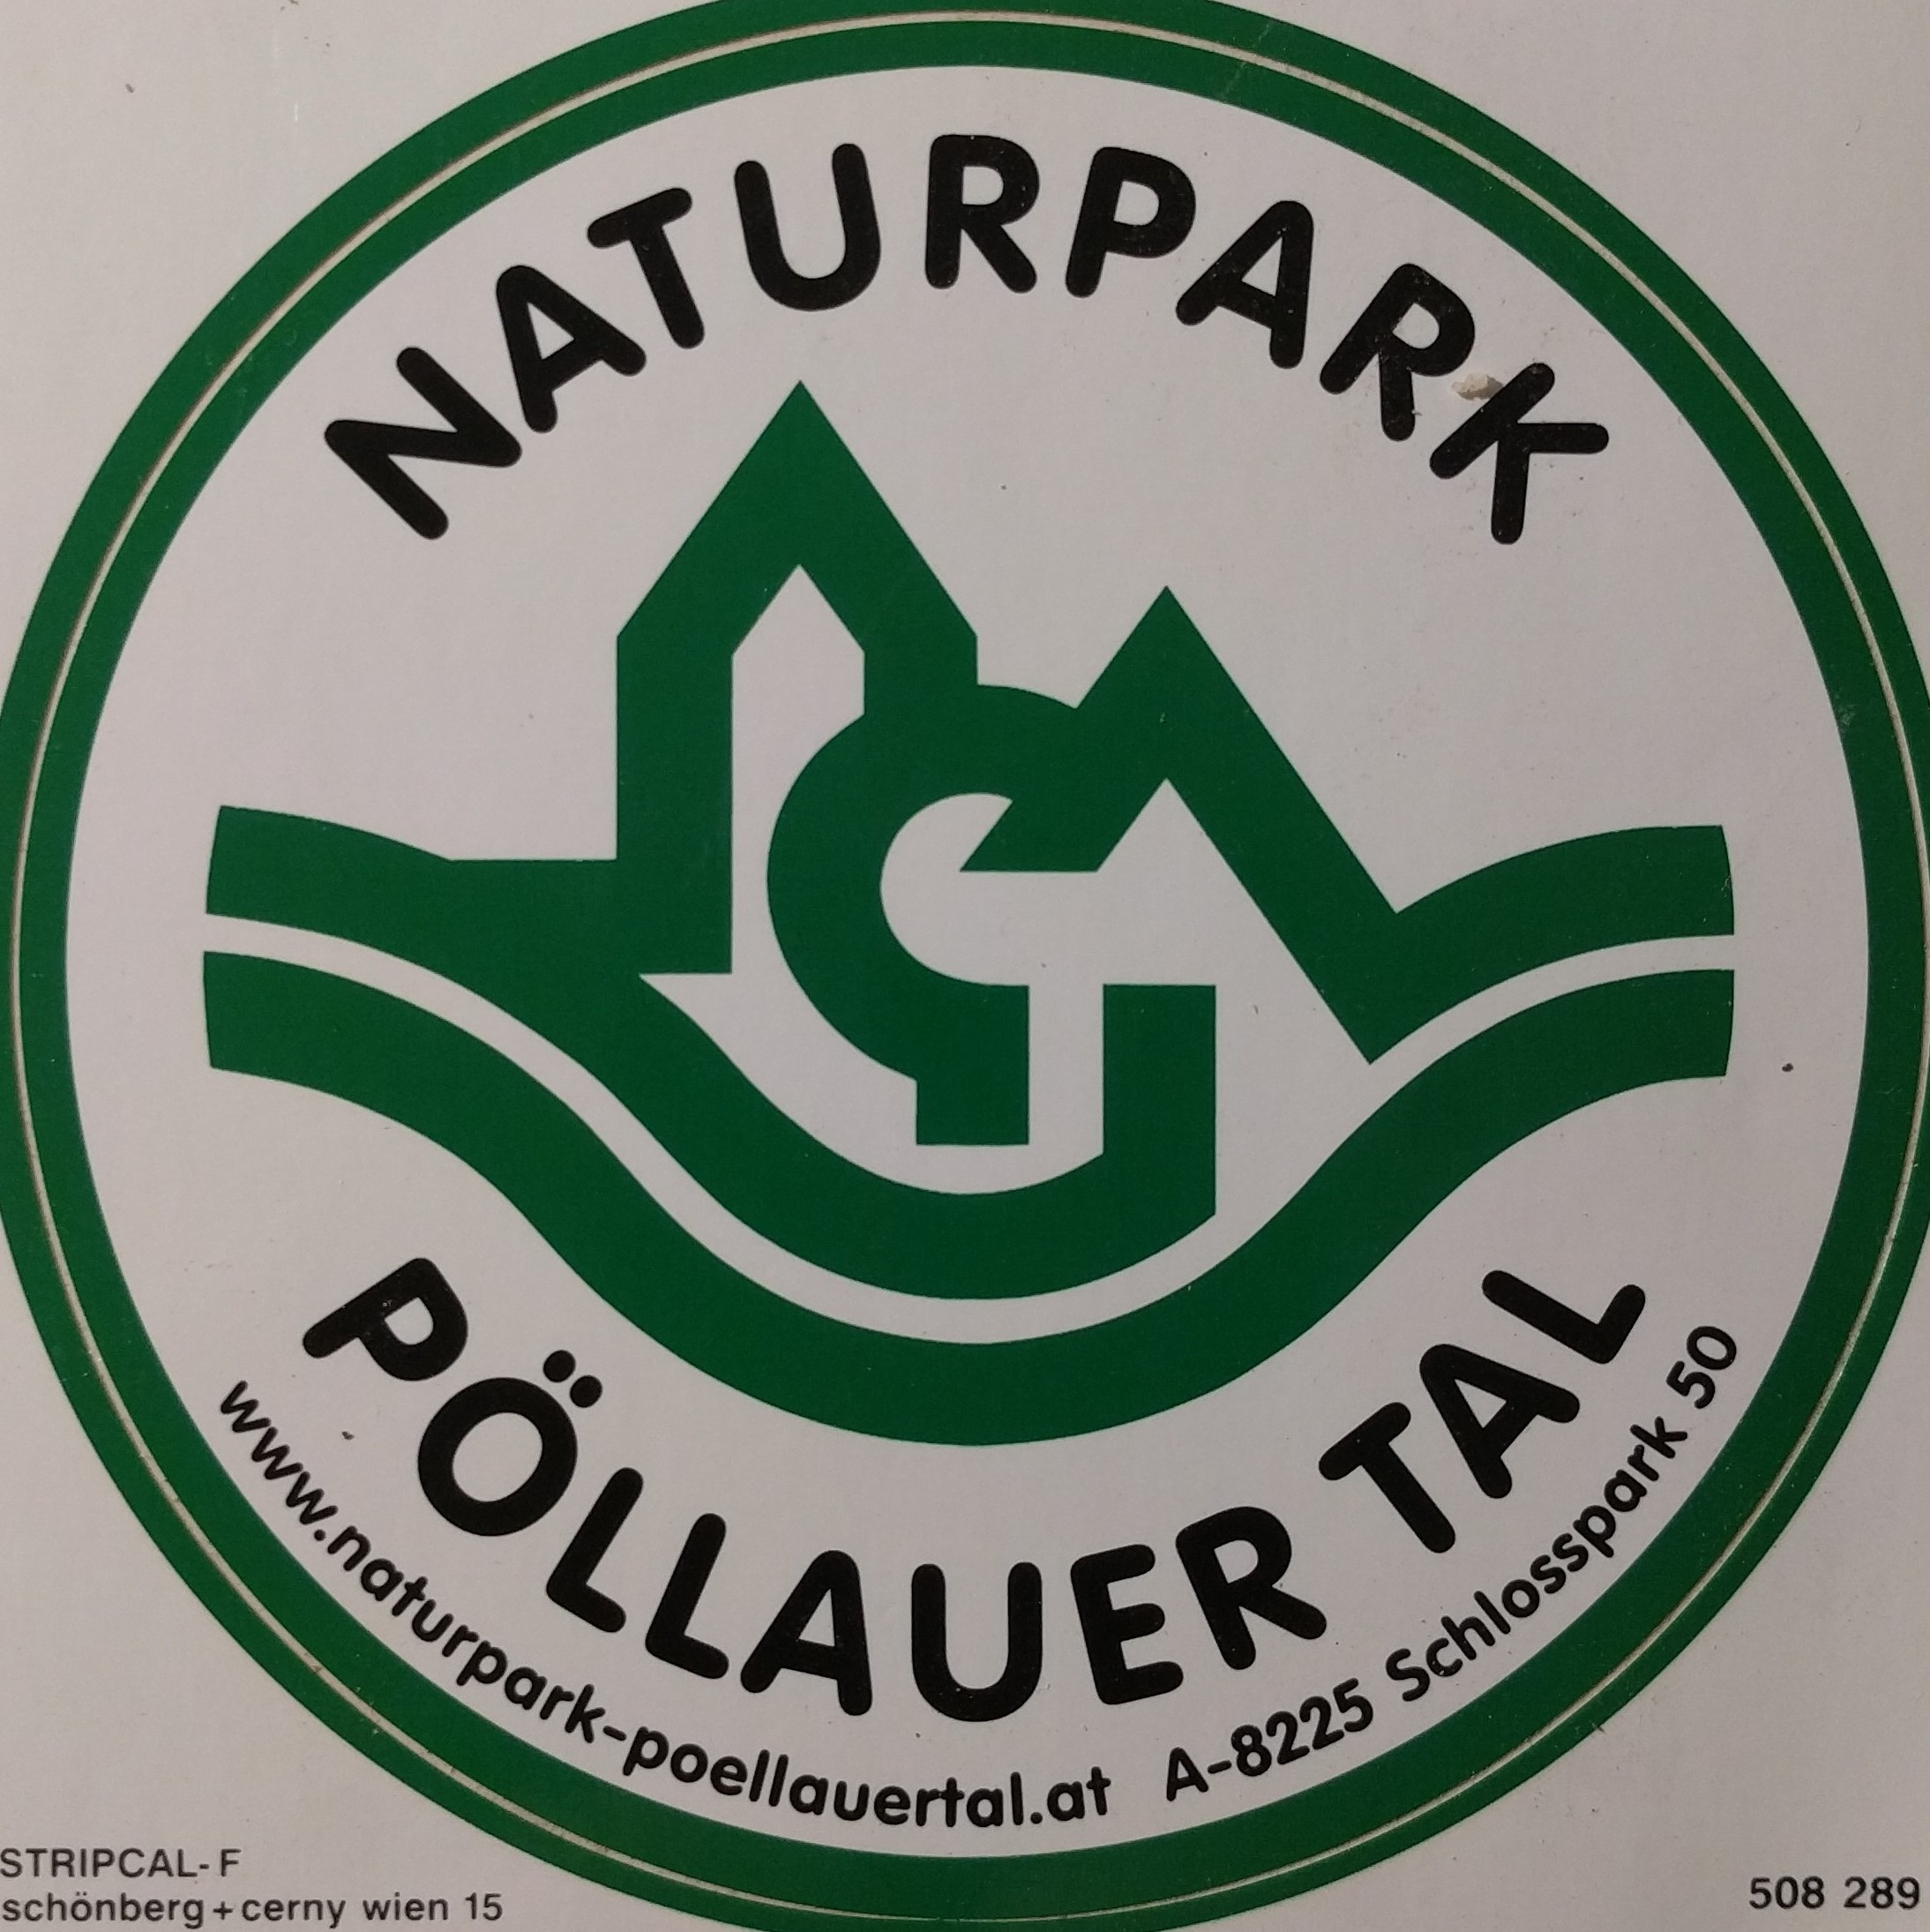 NATURPARK
PÖLLAUER TAL
www.naturpark-poellauertal.at A-8225 Schlosspark 50
STRIPCAL-F
schönberg+cerny wien 15
508 289